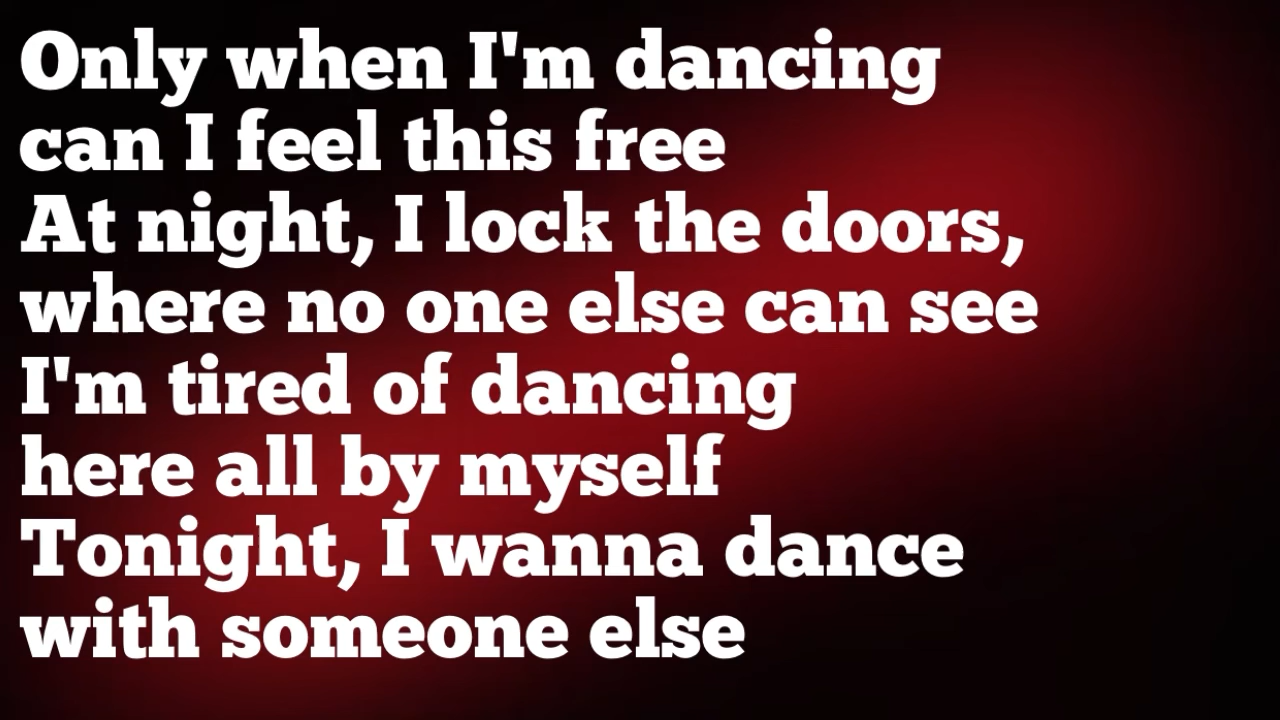 Only when I'm dancing
can I feel this free
At night, I lock the doors,
where no one else can see
I'm tired of dancing
here all by myself
Tonight, I wanna dance
with someone else